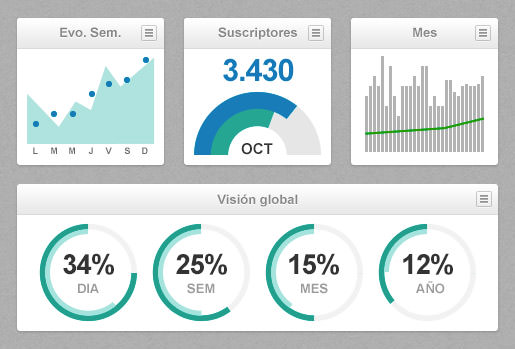 Evo. Sem.
Suscriptores
Mes
3.430
OCT
L M M J V S D
Visión global
34%
DIA
25%
SEM
15%
MES
12%
AÑO